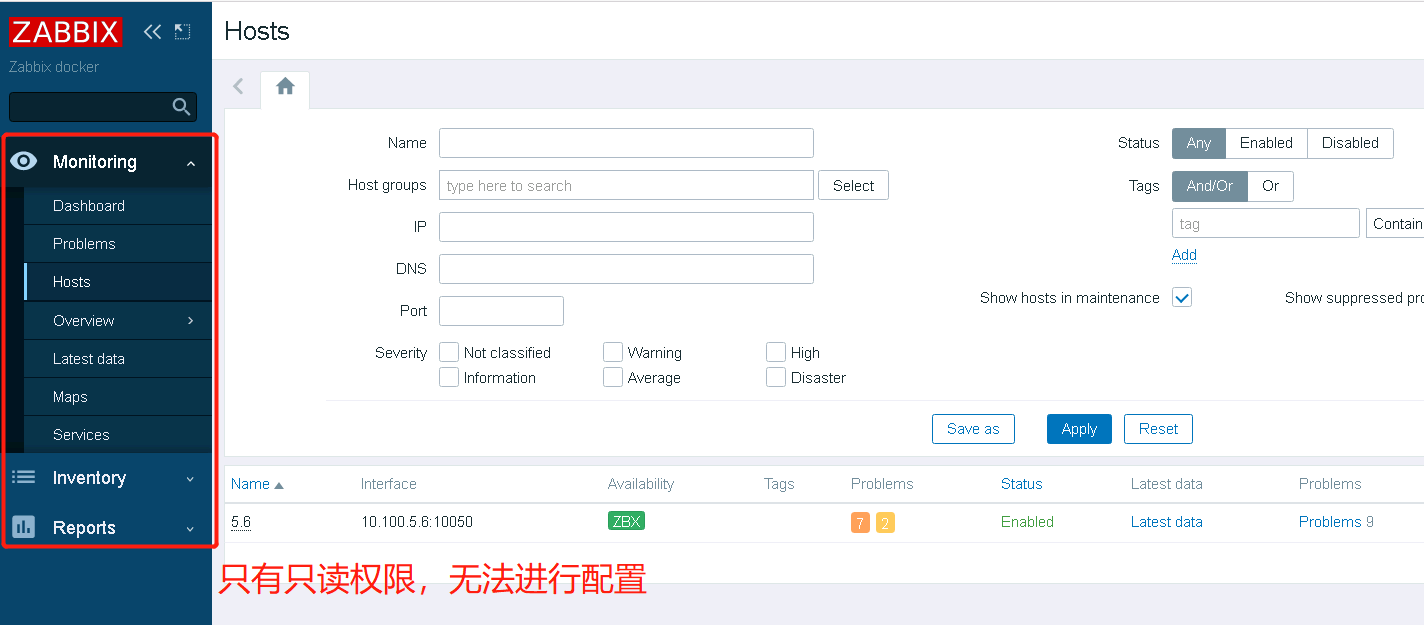 ZABBIX
Zabbix docker
Monitoring
Dashboard
Problems
Hosts
Overview
Latest data
Maps
Services
Inventory
Reports
Hosts
Name
Host groups type here to search Select
IP
DNS
Port
Severity Not classified Warning High
Information Average Disaster
Status Any Enabled Disabled
Tags And/Or Or
tag Contain
Add
Show hosts in maintenance Show suppressed pro
Save as Apply Reset
Name Interface Availability Tags Problems Status Latest data Problems
5.6 10.100.5.6:10050 ZBX 7 2 Enabled Latest data Problems 9
只有只读权限，无法进行配置